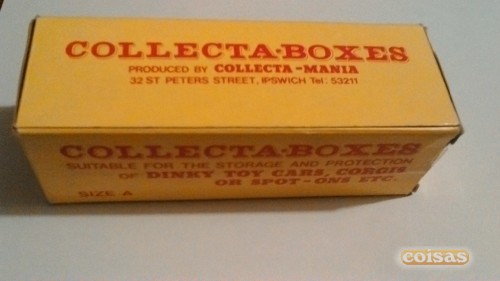 COLLECTA·BOXES
PRODUCED BY COLLECTA-MANIA
32 ST PETERS STREET, IPSWICH Tel: 53211
COLLECTA·BOXES
SUITABLE FOR THE STORAGE AND PROTECTION
OF DINKY TOY CARS, CORGIS
OR SPOT-ONS ETC.
SIZE A
coisas